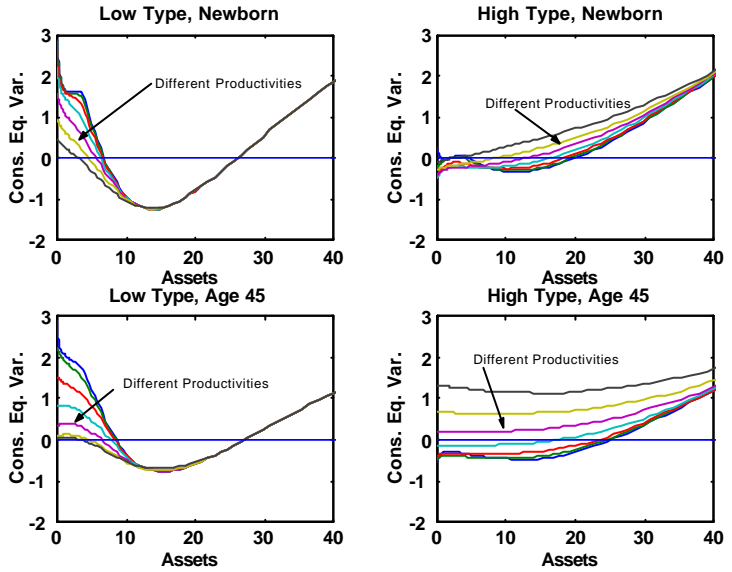 Low Type, Newborn
3
2
1
0
-1
-2
Cons. Eq. Var.
Different Productivities
0 10 20 30 40
Assets
High Type, Newborn
3
2
1
0
-1
-2
Cons. Eq. Var.
Different Productivities
0 10 20 30 40
Assets
Low Type, Age 45
3
2
1
0
-1
-2
Cons. Eq. Var.
Different Productivities
0 10 20 30 40
Assets
High Type, Age 45
3
2
1
0
-1
-2
Cons. Eq. Var.
Different Productivities
0 10 20 30 40
Assets